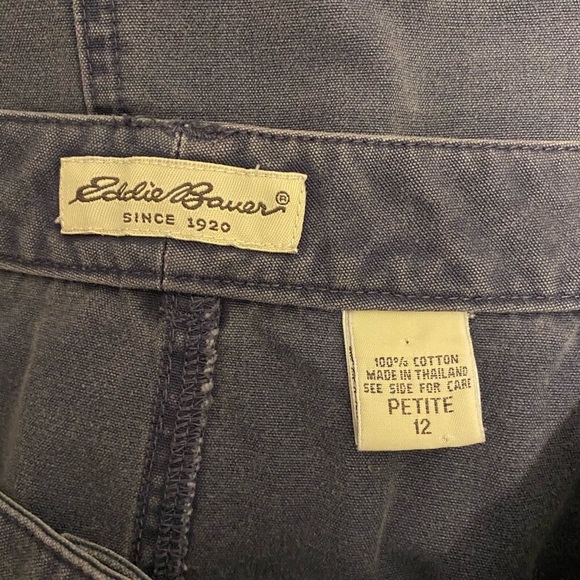 Eddie Bauer®
SINCE 1920
100% COTTON
MADE IN THAILAND
SEE SIDE FOR CARE
PETITE
12